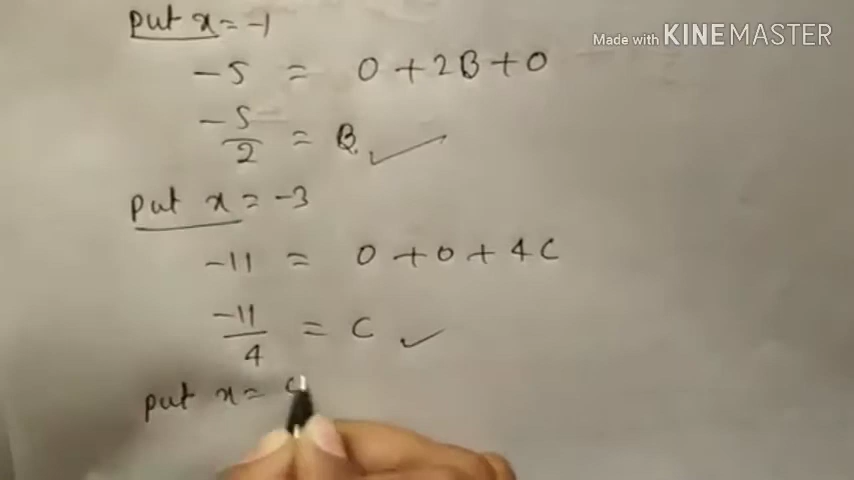 put x = -1
Made with KINEMASTER
-5 = 0 + 2B + 0
-5/2 = B
put x = -3
-11 = 0 + 0 + 4C
-11/4 = C
put x =